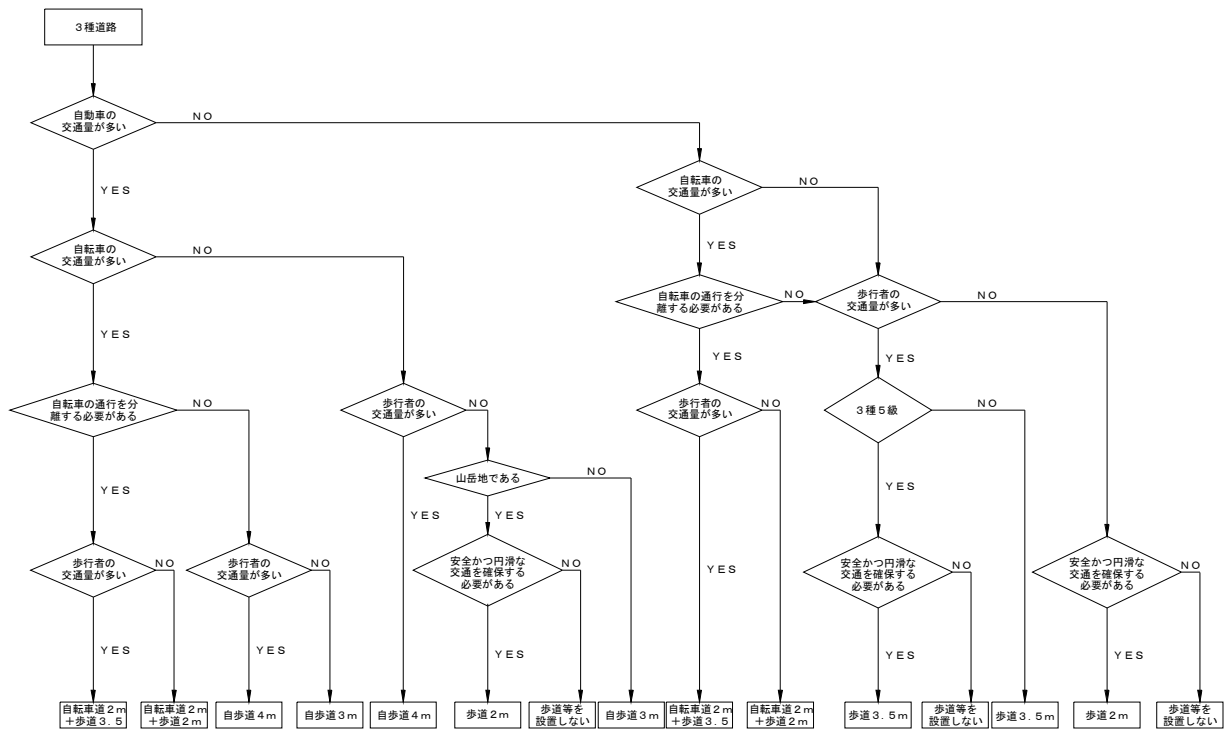 ３種道路
自動車の
交通量が多い
NO
YES
自転車の
交通量が多い
NO
YES
自転車の
交通量が多い
NO
YES
自転車の通行を分
離する必要がある
NO
YES
歩行者の
交通量が多い
NO
YES
自転車の通行を分
離する必要がある
NO
YES
歩行者の
交通量が多い
NO
YES
歩行者の
交通量が多い
NO
YES
３種５級
NO
YES
山岳地である
NO
YES
歩行者の
交通量が多い
NO
YES
歩行者の
交通量が多い
NO
YES
安全かつ円滑な
交通を確保する
必要がある
NO
YES
安全かつ円滑な
交通を確保する
必要がある
NO
YES
安全かつ円滑な
交通を確保する
必要がある
NO
YES
自転車道２ｍ
＋歩道３.５
自転車道２ｍ
＋歩道２ｍ
自歩道４ｍ
自歩道３ｍ
自歩道４ｍ
歩道２ｍ
歩道等を
設置しない
自歩道３ｍ
自転車道２ｍ
＋歩道３.５
自転車道２ｍ
＋歩道２ｍ
歩道３.５ｍ
歩道等を
設置しない
歩道３.５ｍ
歩道２ｍ
歩道等を
設置しない